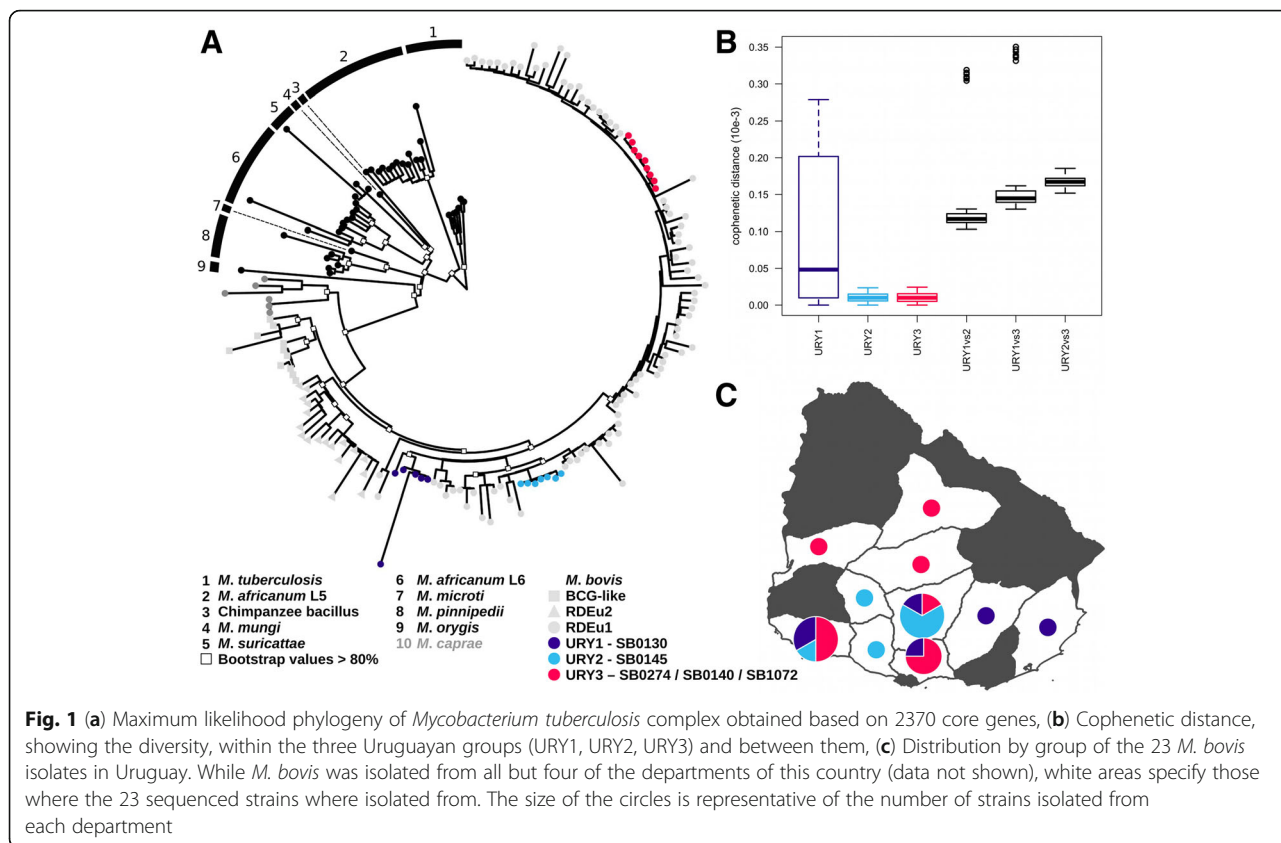 A
1
2
3
4
5
6
7
8
9
1 M. tuberculosis
2 M. africanum L5
3 Chimpanzee bacillus
4 M. mungi
5 M. suricattae
□ Bootstrap values > 80%
6 M. africanum L6
7 M. microti
8 M. pinnipedii
9 M. orygis
10 M. caprae
M. bovis
BCG-like
RDEu2
RDEu1
URY1 - SB0130
URY2 - SB0145
URY3 – SB0274 / SB0140 / SB1072
B
cophenetic distance (10e-3)
0.35
0.30
0.25
0.20
0.15
0.10
0.05
0.00
URY1
URY2
URY3
URY1vs2
URY1vs3
URY2vs3
C
Fig. 1 (a) Maximum likelihood phylogeny of Mycobacterium tuberculosis complex obtained based on 2370 core genes, (b) Cophenetic distance,
showing the diversity, within the three Uruguayan groups (URY1, URY2, URY3) and between them, (c) Distribution by group of the 23 M. bovis
isolates in Uruguay. While M. bovis was isolated from all but four of the departments of this country (data not shown), white areas specify those
where the 23 sequenced strains where isolated from. The size of the circles is representative of the number of strains isolated from
each department